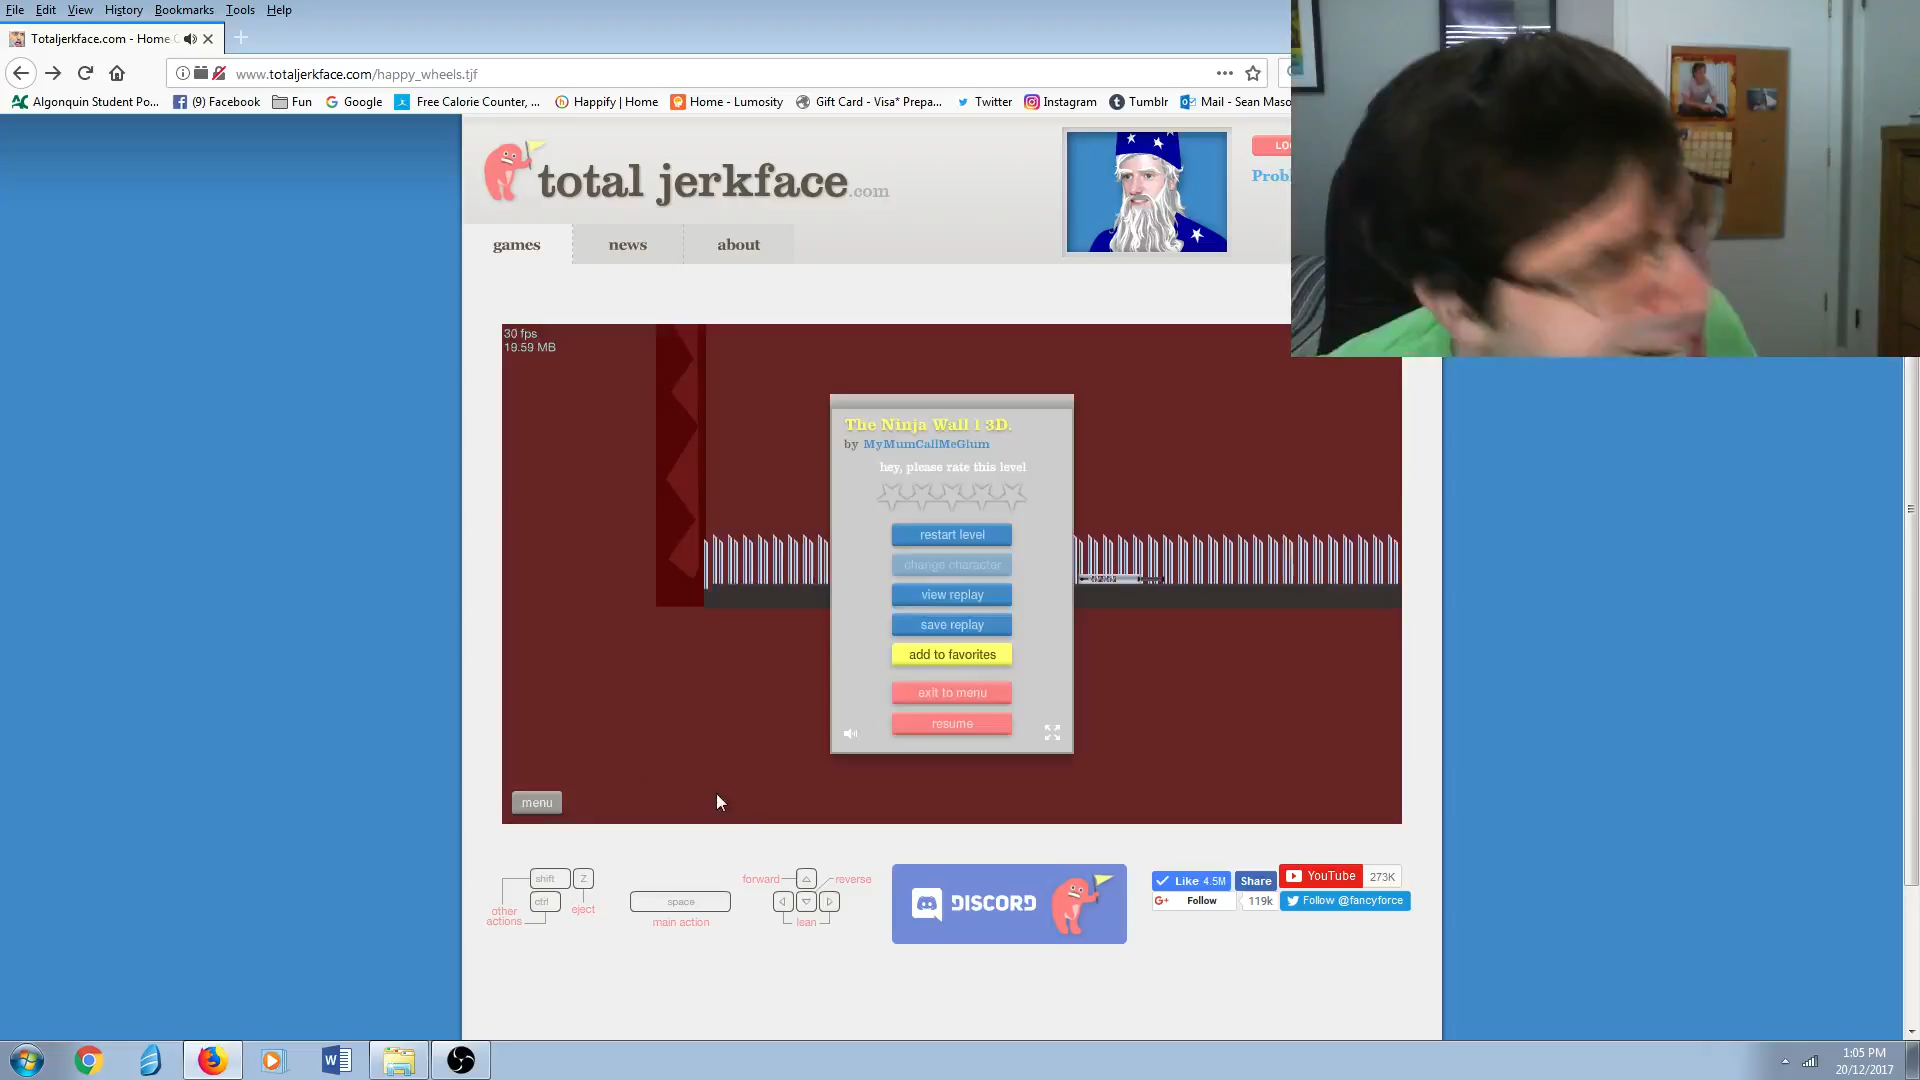 File Edit View History Bookmarks Tools Help
Totaljerkface.com - Home
www.totaljerkface.com/happy_wheels.tjf
Algonquin Student Po... (9) Facebook Fun Google Free Calorie Counter, ... Happify | Home Home - Lumosity Gift Card - Visa* Prepa... Twitter Instagram Tumblr Mail - Sean Maso
total jerkface.com
LO
Probl
games news about
30 fps
19.59 MB
The Ninja Wall 1 3D.
by MyMumCallMeGlum
hey, please rate this level
restart level
change character
view replay
save replay
add to favorites
exit to menu
resume
menu
shift Z
ctrl
other actions
eject
space
main action
forward reverse
lean
DISCORD
Like 4.5M Share YouTube 273K
G+ Follow 119k Follow @fancyforce
1:05 PM
20/12/2017